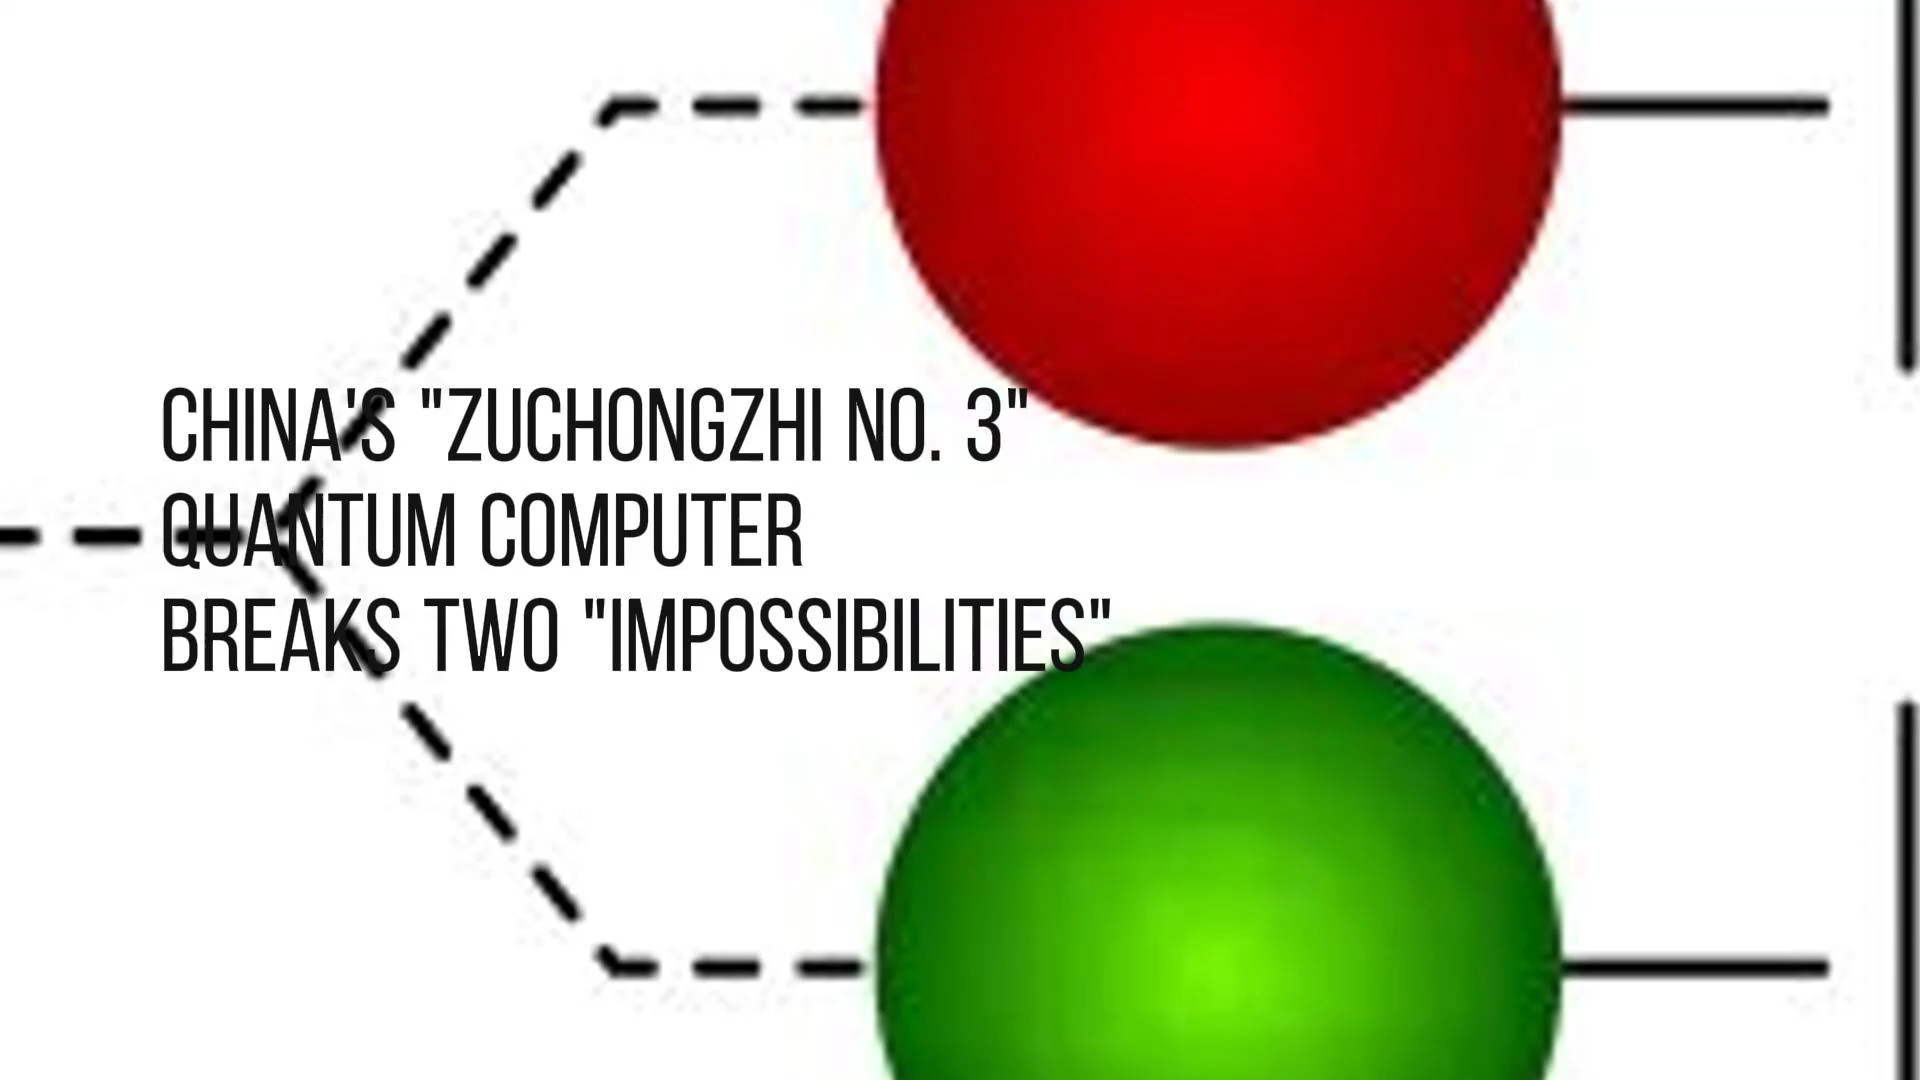 CHINA'S "ZUCHONGZHI NO. 3"
QUANTUM COMPUTER
BREAKS TWO "IMPOSSIBILITIES"